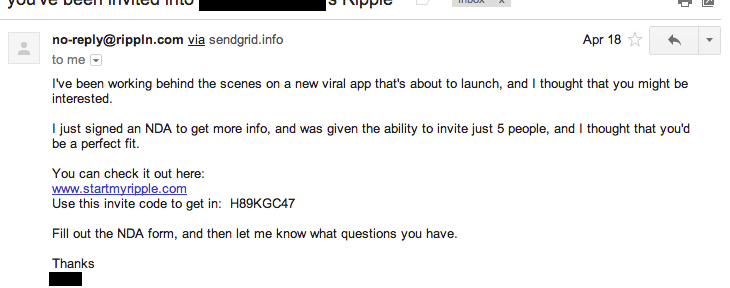 you've been invited into 's Ripple
Inbox x
no-reply@rippln.com via sendgrid.info
Apr 18
to me
I've been working behind the scenes on a new viral app that's about to launch, and I thought that you might be
interested.
I just signed an NDA to get more info, and was given the ability to invite just 5 people, and I thought that you'd
be a perfect fit.
You can check it out here:
www.startmyripple.com
Use this invite code to get in: H89KGC47
Fill out the NDA form, and then let me know what questions you have.
Thanks